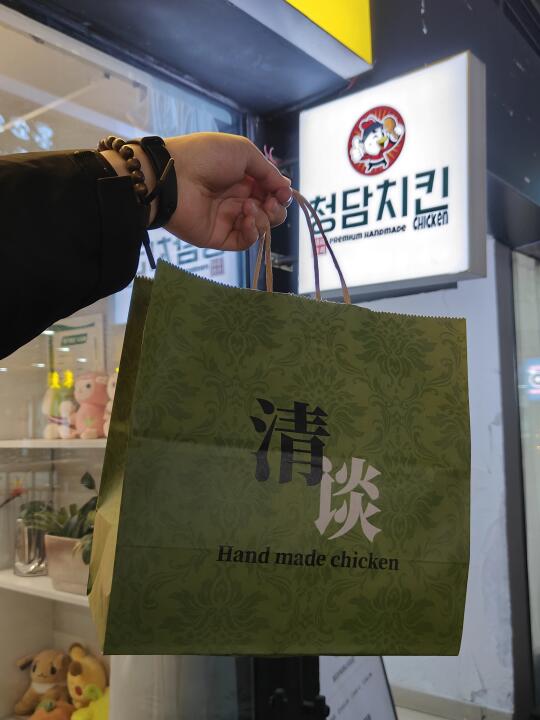 청담치킨
PREMIUM HANDMADE CHICKEN
清
谈
Hand made chicken